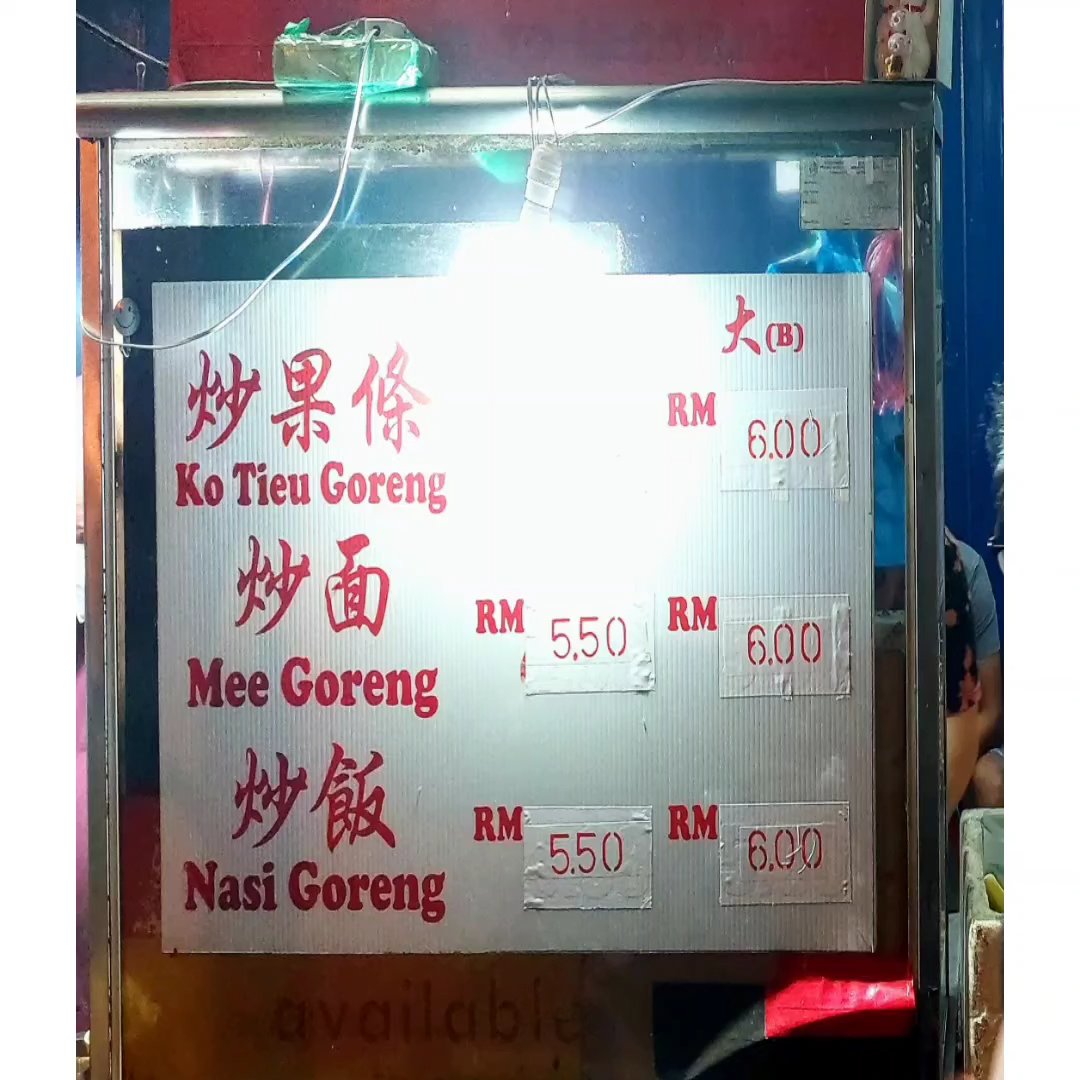 大(B)
炒果條 RM 6.00
Ko Tieu Goreng
炒面 RM 5.50 RM 6.00
Mee Goreng
炒飯 RM 5.50 RM 6.00
Nasi Goreng
available